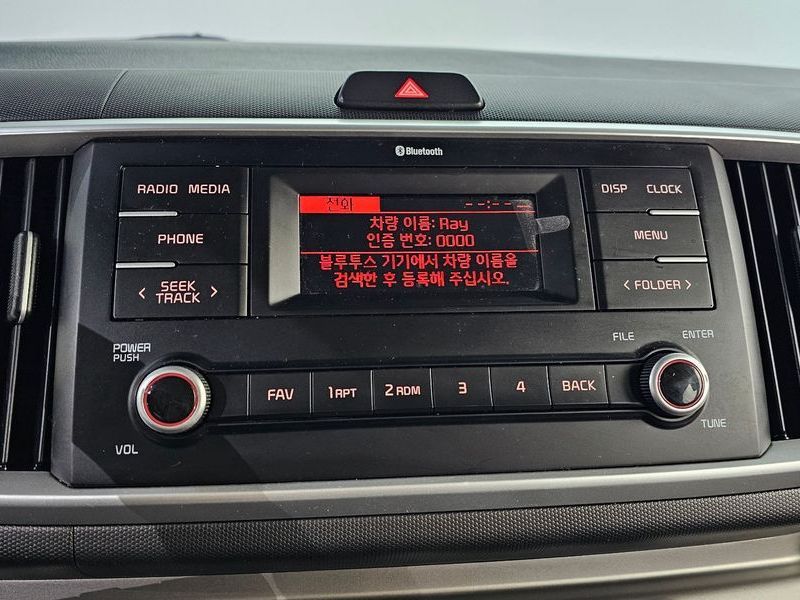 Bluetooth
RADIO MEDIA
PHONE
< SEEK TRACK >
전화 --:--
차량 이름: Ray
인증 번호: 0000
블루투스 기기에서 차량 이름을
검색한 후 등록해 주십시오.
DISP CLOCK
MENU
< FOLDER >
POWER
PUSH
VOL
FAV 1 RPT 2 RDM 3 4 BACK
FILE ENTER
TUNE